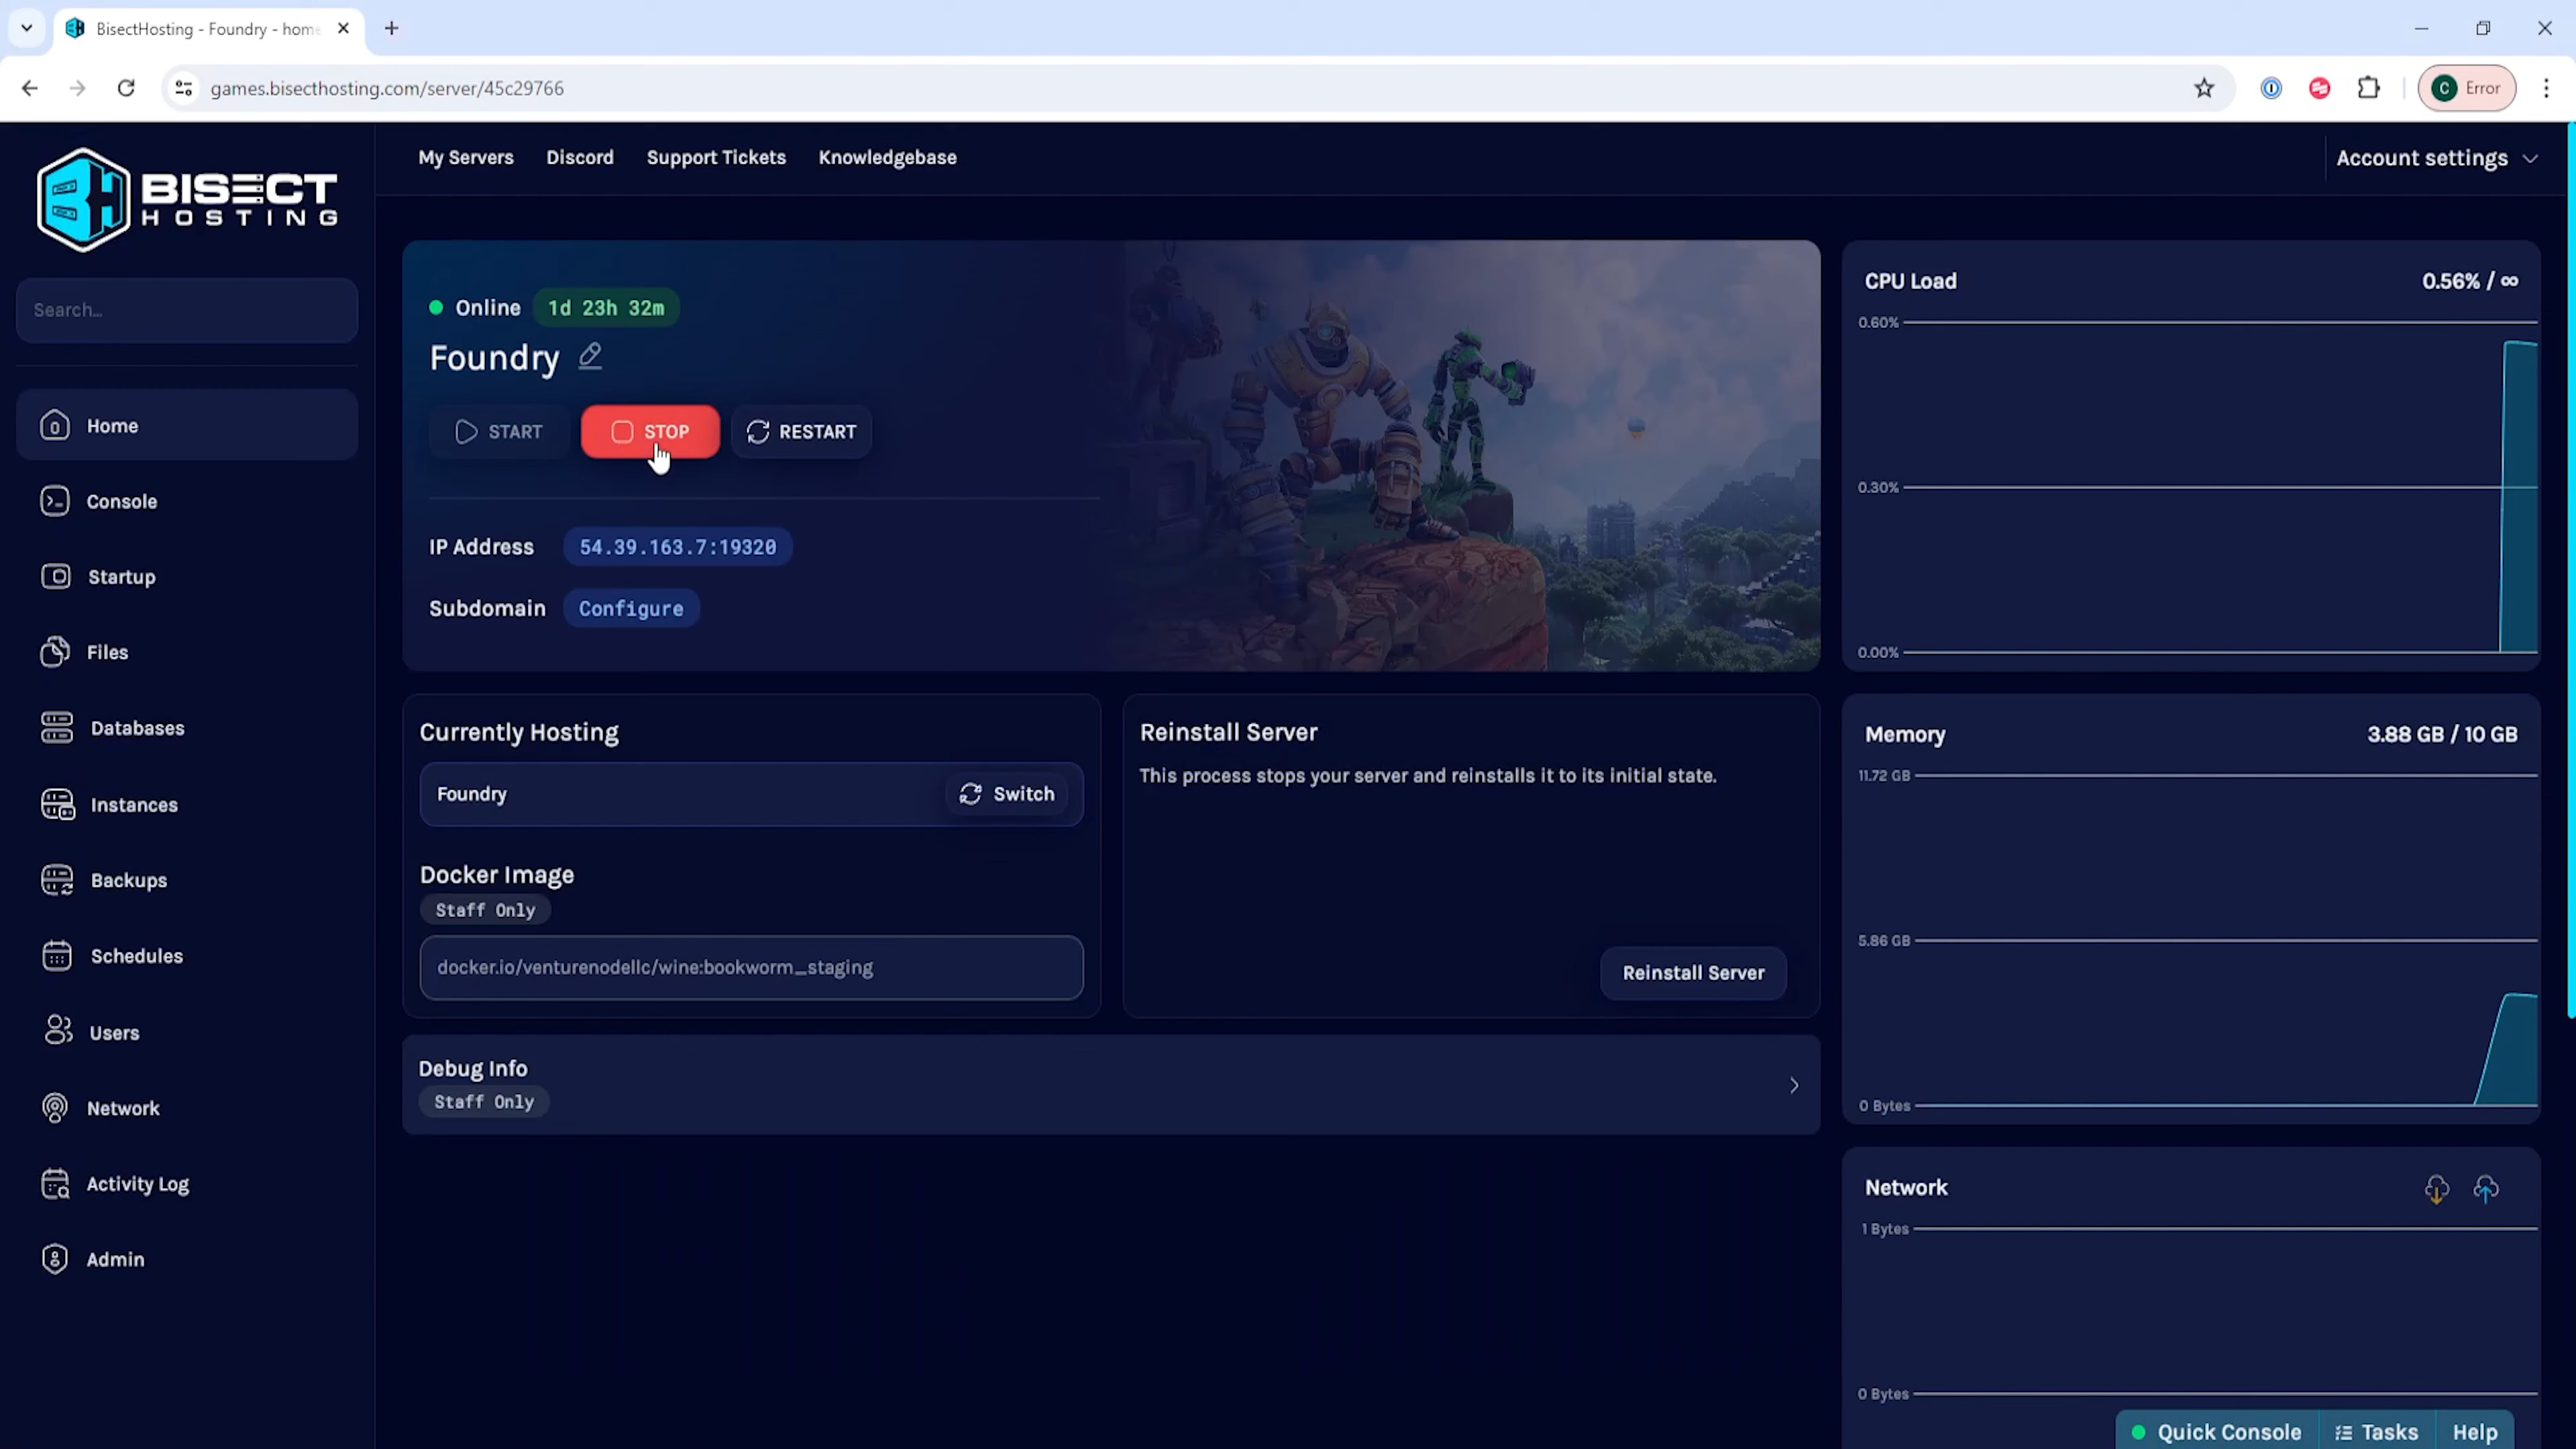 BisectHosting - Foundry - home
games.bisecthosting.com/server/45c29766
C Error
BISECT
HOSTING
Search...
Home
Console
Startup
Files
Databases
Instances
Backups
Schedules
Users
Network
Activity Log
Admin
My Servers Discord Support Tickets Knowledgebase
Account settings
Online 1d 23h 32m
Foundry
START STOP RESTART
IP Address 54.39.163.7:19320
Subdomain Configure
Currently Hosting
Foundry Switch
Docker Image
Staff Only
docker.io/venturenodellc/wine:bookworm_staging
Reinstall Server
This process stops your server and reinstalls it to its initial state.
Reinstall Server
Debug Info
Staff Only
CPU Load 0.56% / ∞
0.60%
0.30%
0.00%
Memory 3.88 GB / 10 GB
11.72 GB
5.86 GB
0 Bytes
Network
1 Bytes
0 Bytes
Quick Console Tasks Help